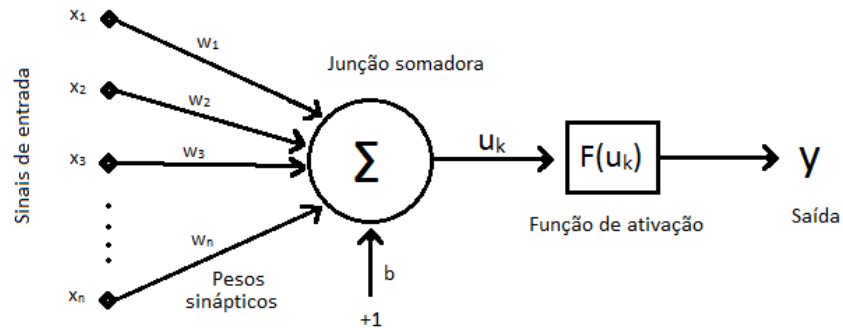 Sinais de entrada
x₁
x₂
x₃
xₙ
w₁
w₂
w₃
wₙ
Pesos
sinápticos
Junção somadora
Σ
b
+1
uₖ
F(uₖ)
Função de ativação
y
Saída